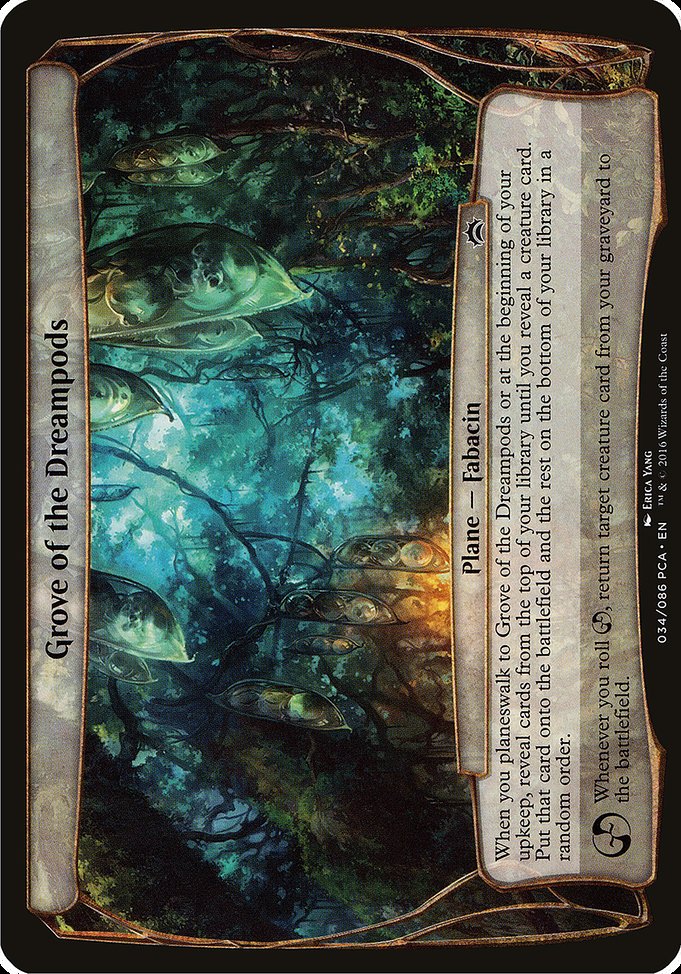 Grove of the Dreampods
Plane — Fabacin
When you planeswalk to Grove of the Dreampods or at the beginning of your
upkeep, reveal cards from the top of your library until you reveal a creature card.
Put that card onto the battlefield and the rest on the bottom of your library in a
random order.
Whenever you roll , return target creature card from your graveyard to
the battlefield.
ERICA YANG
034/086 PCA • EN ™ & © 2016 Wizards of the Coast